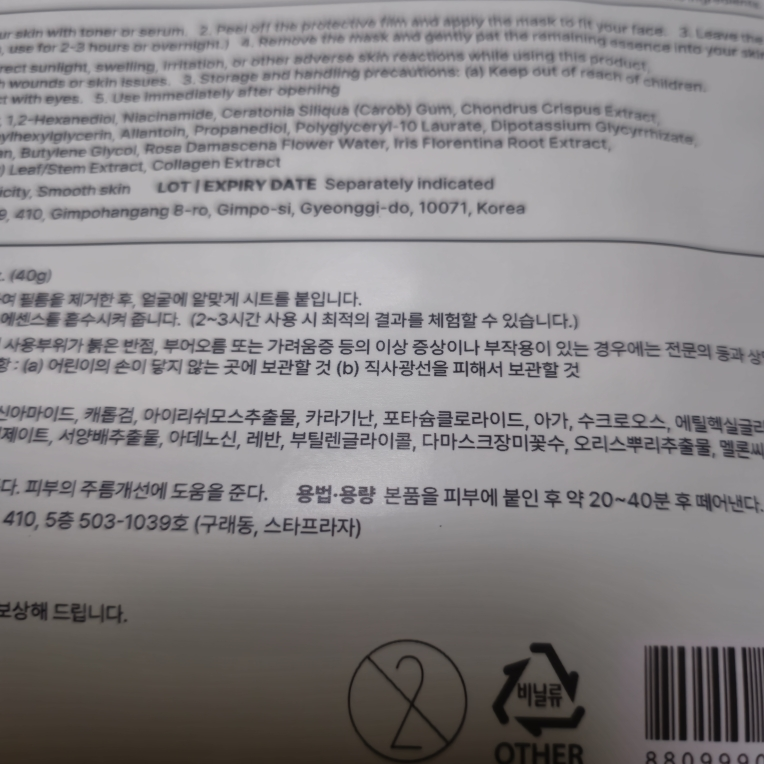 ur skin with toner or serum. 2. Peel off the protective film and apply the mask to fit your face. 3. Leave the
, use for 2-3 hours or overnight.) 4. Remove the mask and gently pat the remaining essence into your skin
rect sunlight, swelling, irritation, or other adverse skin reactions while using this product,
n wounds or skin issues. 3. Storage and handling precautions: (a) Keep out of reach of children.
ct with eyes. 5. Use immediately after opening
, 1,2-Hexanediol, Niacinamide, Ceratonia Siliqua (Carob) Gum, Chondrus Crispus Extract,
ylhexylglycerin, Allantoin, Propanediol, Polyglyceryl-10 Laurate, Dipotassium Glycyrrhizate,
an, Butylene Glycol, Rosa Damascena Flower Water, Iris Florentina Root Extract,
) Leaf/Stem Extract, Collagen Extract
icity, Smooth skin LOT / EXPIRY DATE Separately indicated
9, 410, Gimpohangang 8-ro, Gimpo-si, Gyeonggi-do, 10071, Korea
. (40g)
여 필름을 제거한 후, 얼굴에 알맞게 시트를 붙입니다.
에센스를 흡수시켜 줍니다. (2~3시간 사용 시 최적의 결과를 체험할 수 있습니다.)
사용부위가 붉은 반점, 부어오름 또는 가려움증 등의 이상 증상이나 부작용이 있는 경우에는 전문의 등과 상
항 : (a) 어린이의 손이 닿지 않는 곳에 보관할 것 (b) 직사광선을 피해서 보관할 것
신아마이드, 캐롭검, 아이리쉬모스추출물, 카라기난, 포타슘클로라이드, 아가, 수크로오스, 에틸헥실글리
제이트, 서양배추출물, 아데노신, 레반, 부틸렌글라이콜, 다마스크장미꽃수, 오리스뿌리추출물, 멜론씨
다. 피부의 주름개선에 도움을 준다. 용법·용량 본품을 피부에 붙인 후 약 20~40분 후 떼어낸다.
410, 5층 503-1039호 (구래동, 스타프라자)
보상해 드립니다.
2
비닐류
OTHER
8809990